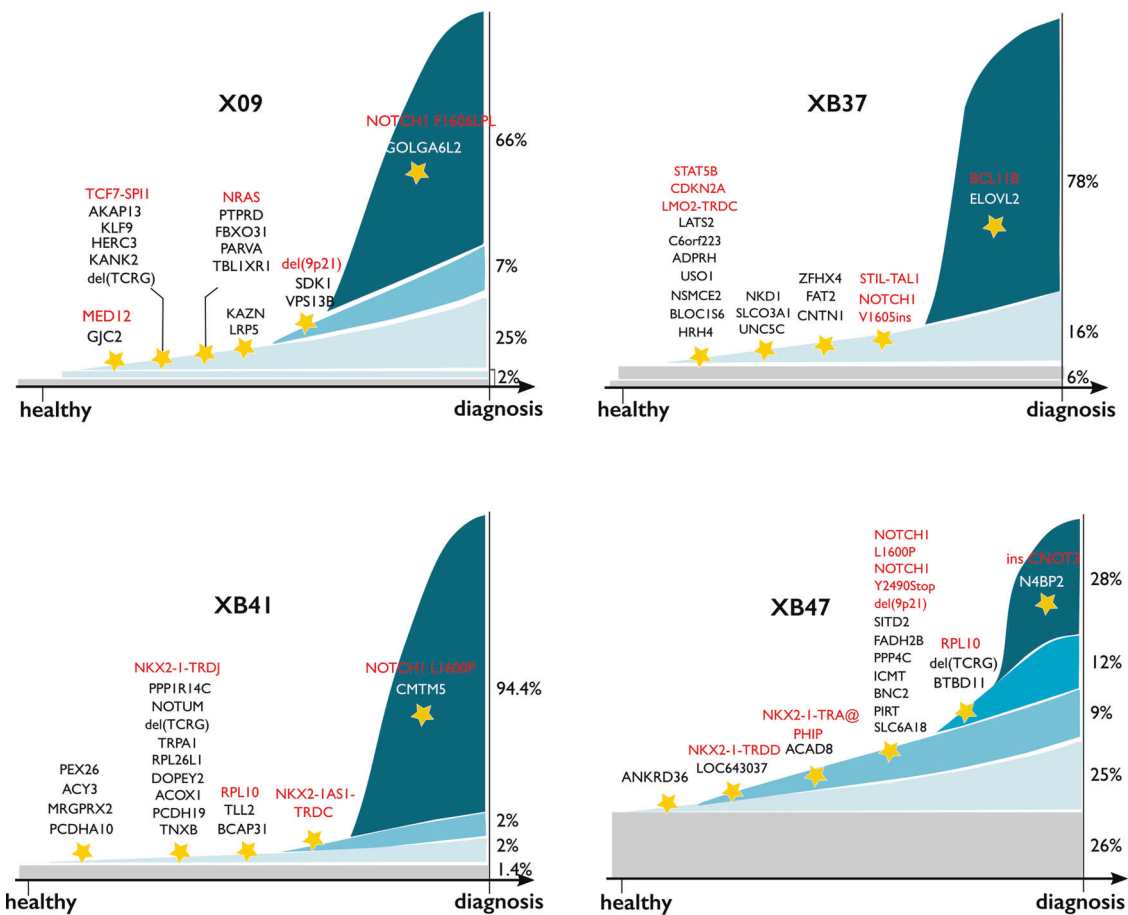 X09
NOTCH1 F1606LPL
GOLGA6L2
66%
TCF7-SPI1
AKAP13
KLF9
HERC3
KANK2
del(TCRG)
NRAS
PTPRD
FBXO31
PARVA
TBL1XR1
del(9p21)
SDK1
VPS13B
7%
MED12
GJC2
KAZN
LRP5
25%
2%
healthy
diagnosis
XB37
STAT5B
CDKN2A
LMO2-TRDC
LATS2
C6orf223
ADPRH
USO1
NSMCE2
BLOC1S6
HRH4
BCL11B
ELOVL2
78%
NKD1
SLCO3A1
UNC5C
ZFHX4
FAT2
CNTN1
STIL-TAL1
NOTCH1
V1605ins
16%
6%
healthy
diagnosis
XB41
NKX2-1-TRDJ
PPP1R14C
NOTUM
del(TCRG)
TRPA1
RPL26L1
DOPEY2
ACOX1
PCDH19
TNXB
NOTCH1 L1600P
CMTM5
94.4%
PEX26
ACY3
MRGPRX2
PCDHA10
RPL10
TLL2
BCAP31
NKX2-1AS1-
TRDC
2%
2%
1.4%
healthy
diagnosis
XB47
NOTCH1
L1600P
NOTCH1
Y2490Stop
del(9p21)
SITD2
FADH2B
PPP4C
ICMT
BNC2
PIRT
SLC6A18
ins CNOT3
N4BP2
28%
RPL10
del(TCRG)
BTBD11
12%
NKX2-1-TRA@
PHIP
ACAD8
9%
NKX2-1-TRDD
LOC643037
ANKRD36
25%
26%
healthy
diagnosis